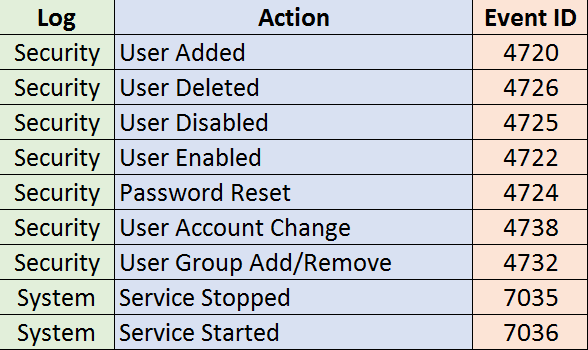 Log Action Event ID
Security User Added 4720
Security User Deleted 4726
Security User Disabled 4725
Security User Enabled 4722
Security Password Reset 4724
Security User Account Change 4738
Security User Group Add/Remove 4732
System Service Stopped 7035
System Service Started 7036